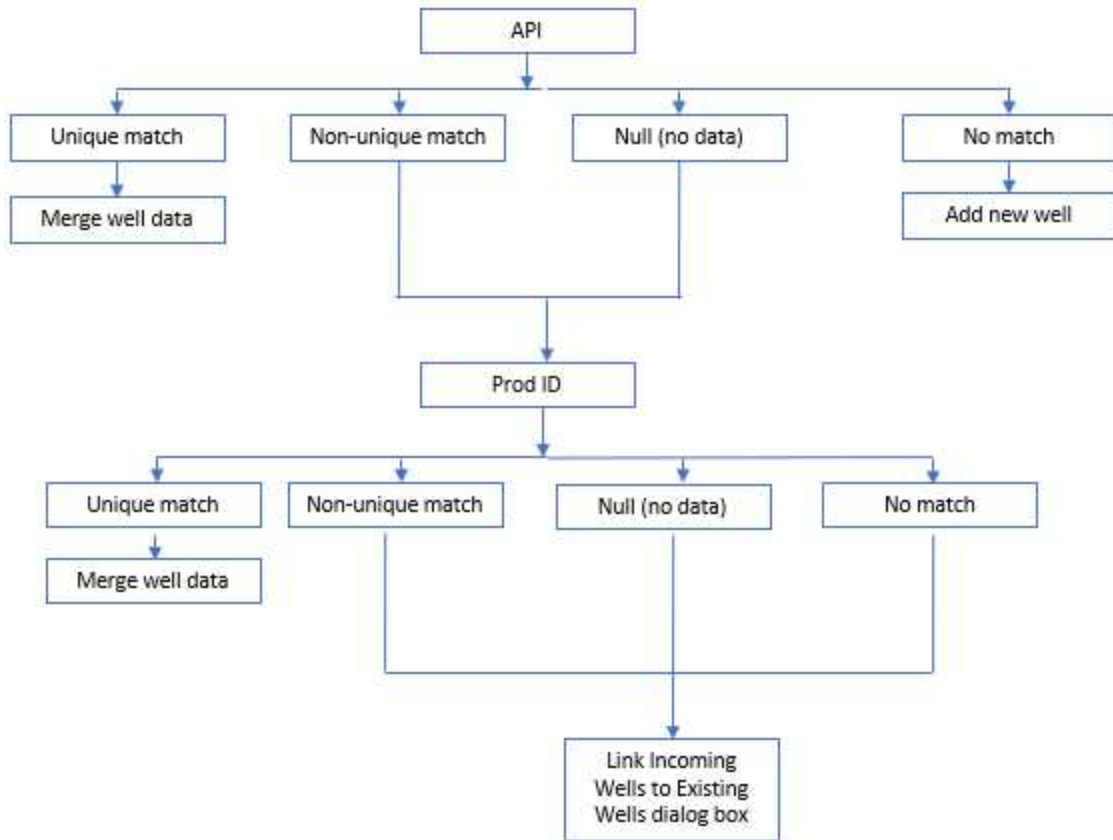 API
Unique match
Non-unique match
Null (no data)
No match
Merge well data
Add new well
Prod ID
Unique match
Non-unique match
Null (no data)
No match
Merge well data
Link Incoming
Wells to Existing
Wells dialog box